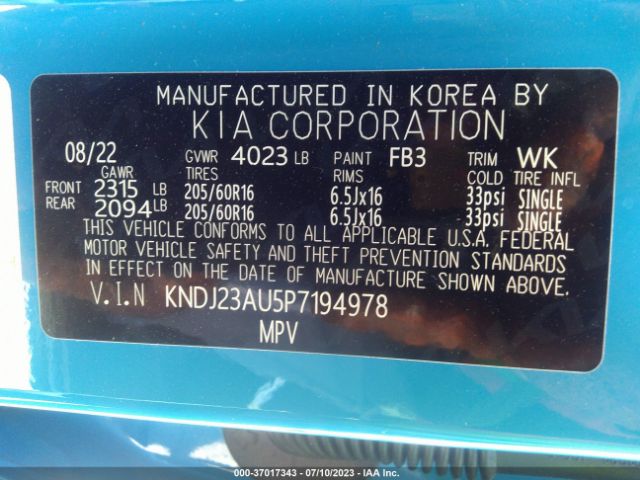 MANUFACTURED IN KOREA BY
KIA CORPORATION
08/22 GVWR 4023 LB PAINT FB3 TRIM WK
GAWR TIRES RIMS COLD TIRE INFL
FRONT 2315 LB 205/60R16 6.5Jx16 33psi SINGLE
REAR 2094 LB 205/60R16 6.5Jx16 33psi SINGLE
THIS VEHICLE CONFORMS TO ALL APPLICABLE U.S.A. FEDERAL
MOTOR VEHICLE SAFETY AND THEFT PREVENTION STANDARDS
IN EFFECT ON THE DATE OF MANUFACTURE SHOWN ABOVE.
V.I.N KNDJ23AU5P7194978
MPV
000-37017343 / 07/10/2023 - IAA Inc.